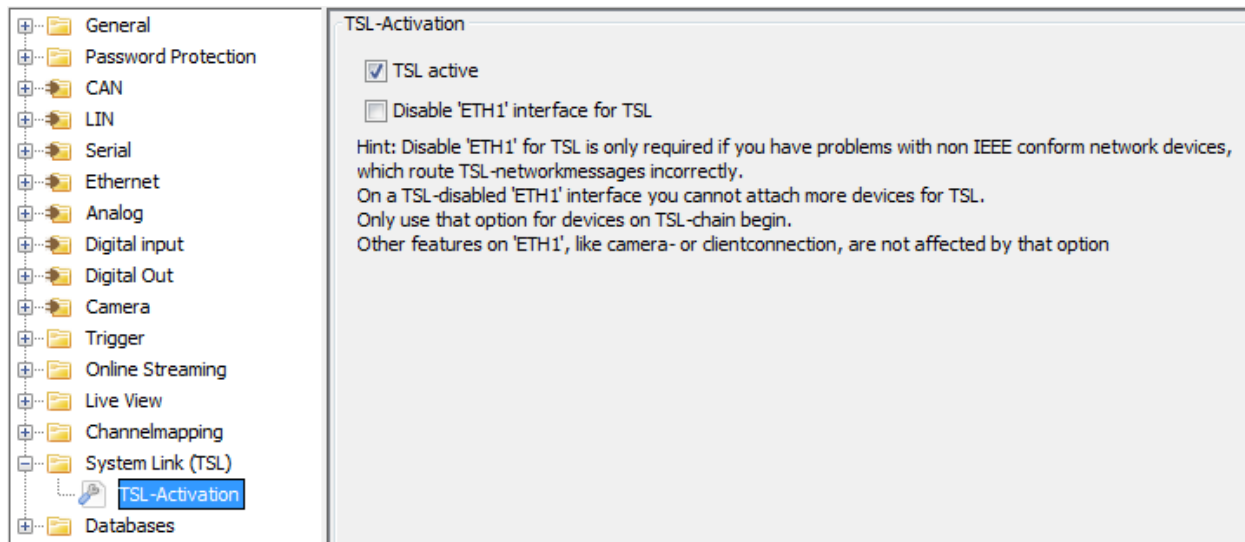 General
Password Protection
CAN
LIN
Serial
Ethernet
Analog
Digital input
Digital Out
Camera
Trigger
Online Streaming
Live View
Channelmapping
System Link (TSL)
TSL-Activation
Databases
TSL-Activation
TSL active
Disable 'ETH1' interface for TSL
Hint: Disable 'ETH1' for TSL is only required if you have problems with non IEEE conform network devices,
which route TSL-networkmessages incorrectly.
On a TSL-disabled 'ETH1' interface you cannot attach more devices for TSL.
Only use that option for devices on TSL-chain begin.
Other features on 'ETH1', like camera- or clientconnection, are not affected by that option